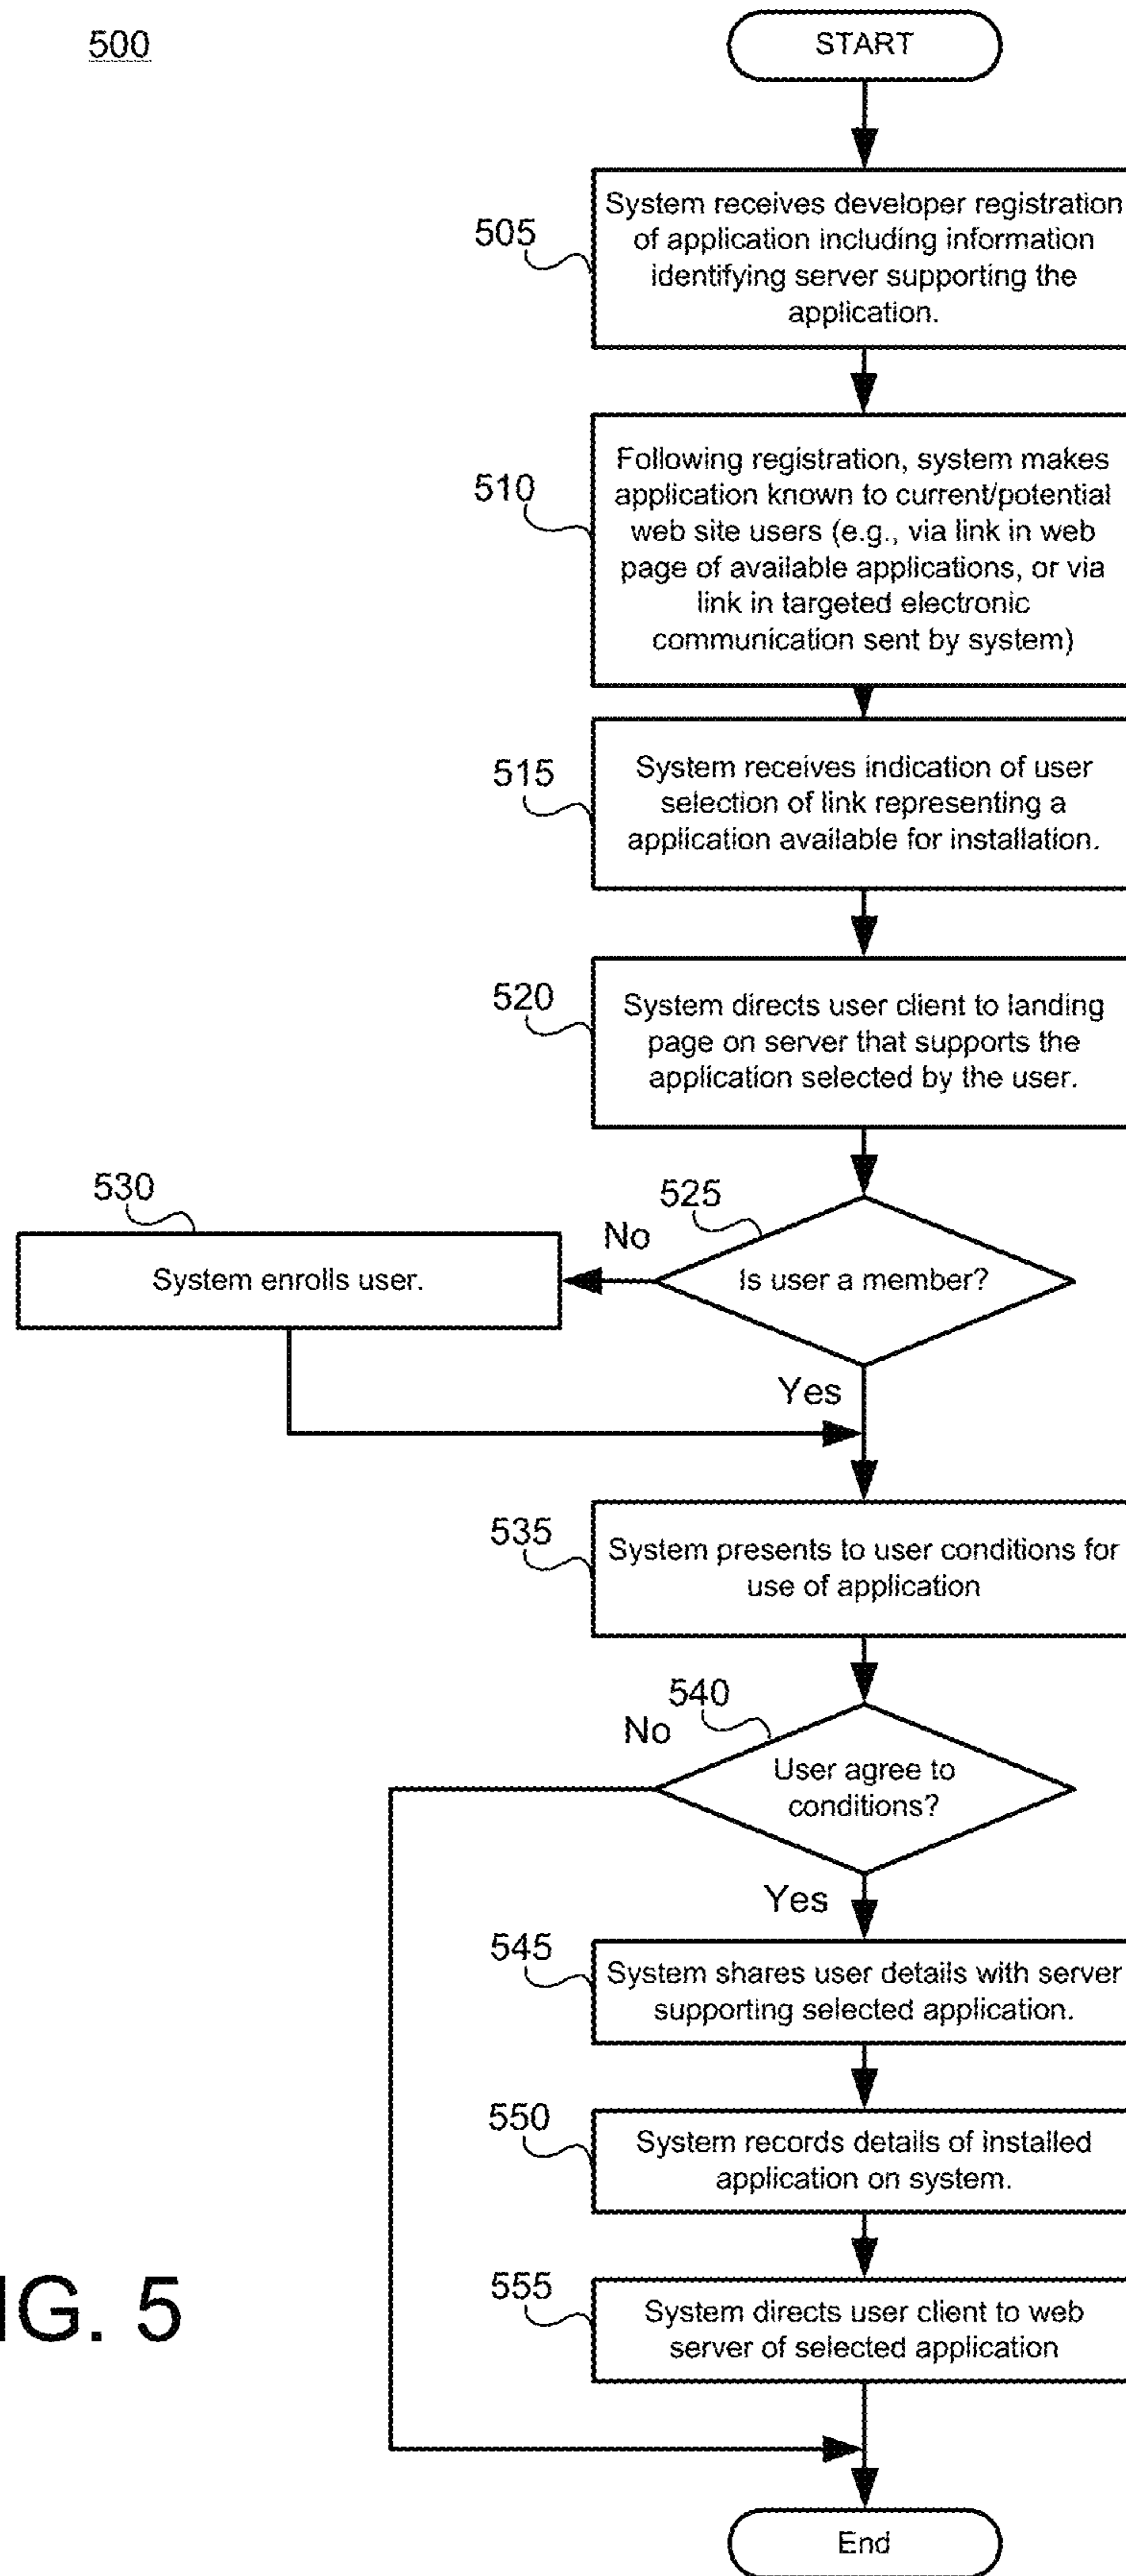 500
START
505
System receives developer registration
of application including information
identifying server supporting the
application.
510
Following registration, system makes
application known to current/potential
web site users (e.g., via link in web
page of available applications, or via
link in targeted electronic
communication sent by system)
515
System receives indication of user
selection of link representing a
application available for installation.
520
System directs user client to landing
page on server that supports the
application selected by the user.
530
525
No
System enrolls user.
Is user a member?
Yes
535
System presents to user conditions for
use of application
540
No
User agree to
conditions?
Yes
545
System shares user details with server
supporting selected application.
550
System records details of installed
application on system.
555
System directs user client to web
server of selected application
IG. 5
End